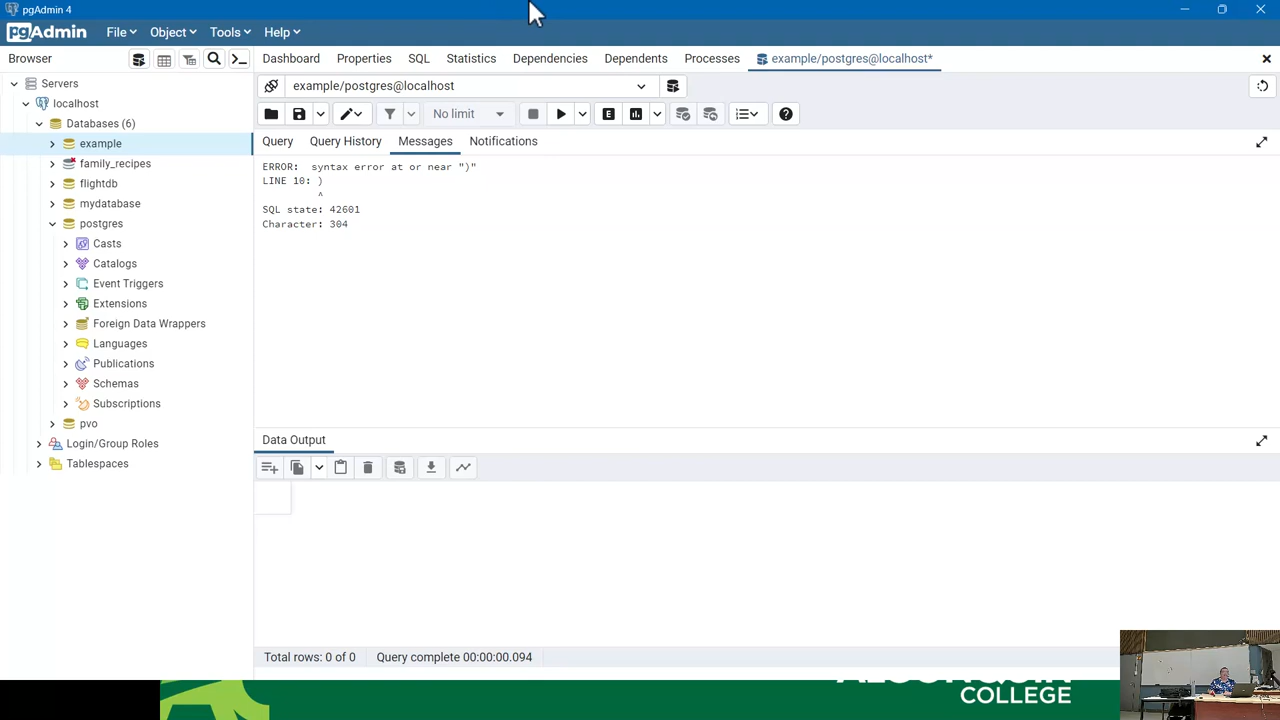 pgAdmin 4
pgAdmin File Object Tools Help
Browser
Dashboard Properties SQL Statistics Dependencies Dependents Processes example/postgres@localhost*
Servers
localhost
Databases (6)
example
family_recipes
flightdb
mydatabase
postgres
Casts
Catalogs
Event Triggers
Extensions
Foreign Data Wrappers
Languages
Publications
Schemas
Subscriptions
pvo
Login/Group Roles
Tablespaces
example/postgres@localhost
No limit
E
Query Query History Messages Notifications
ERROR: syntax error at or near ")"
LINE 10: )
^
SQL state: 42601
Character: 304
Data Output
Total rows: 0 of 0 Query complete 00:00:00.094
COLLEGE